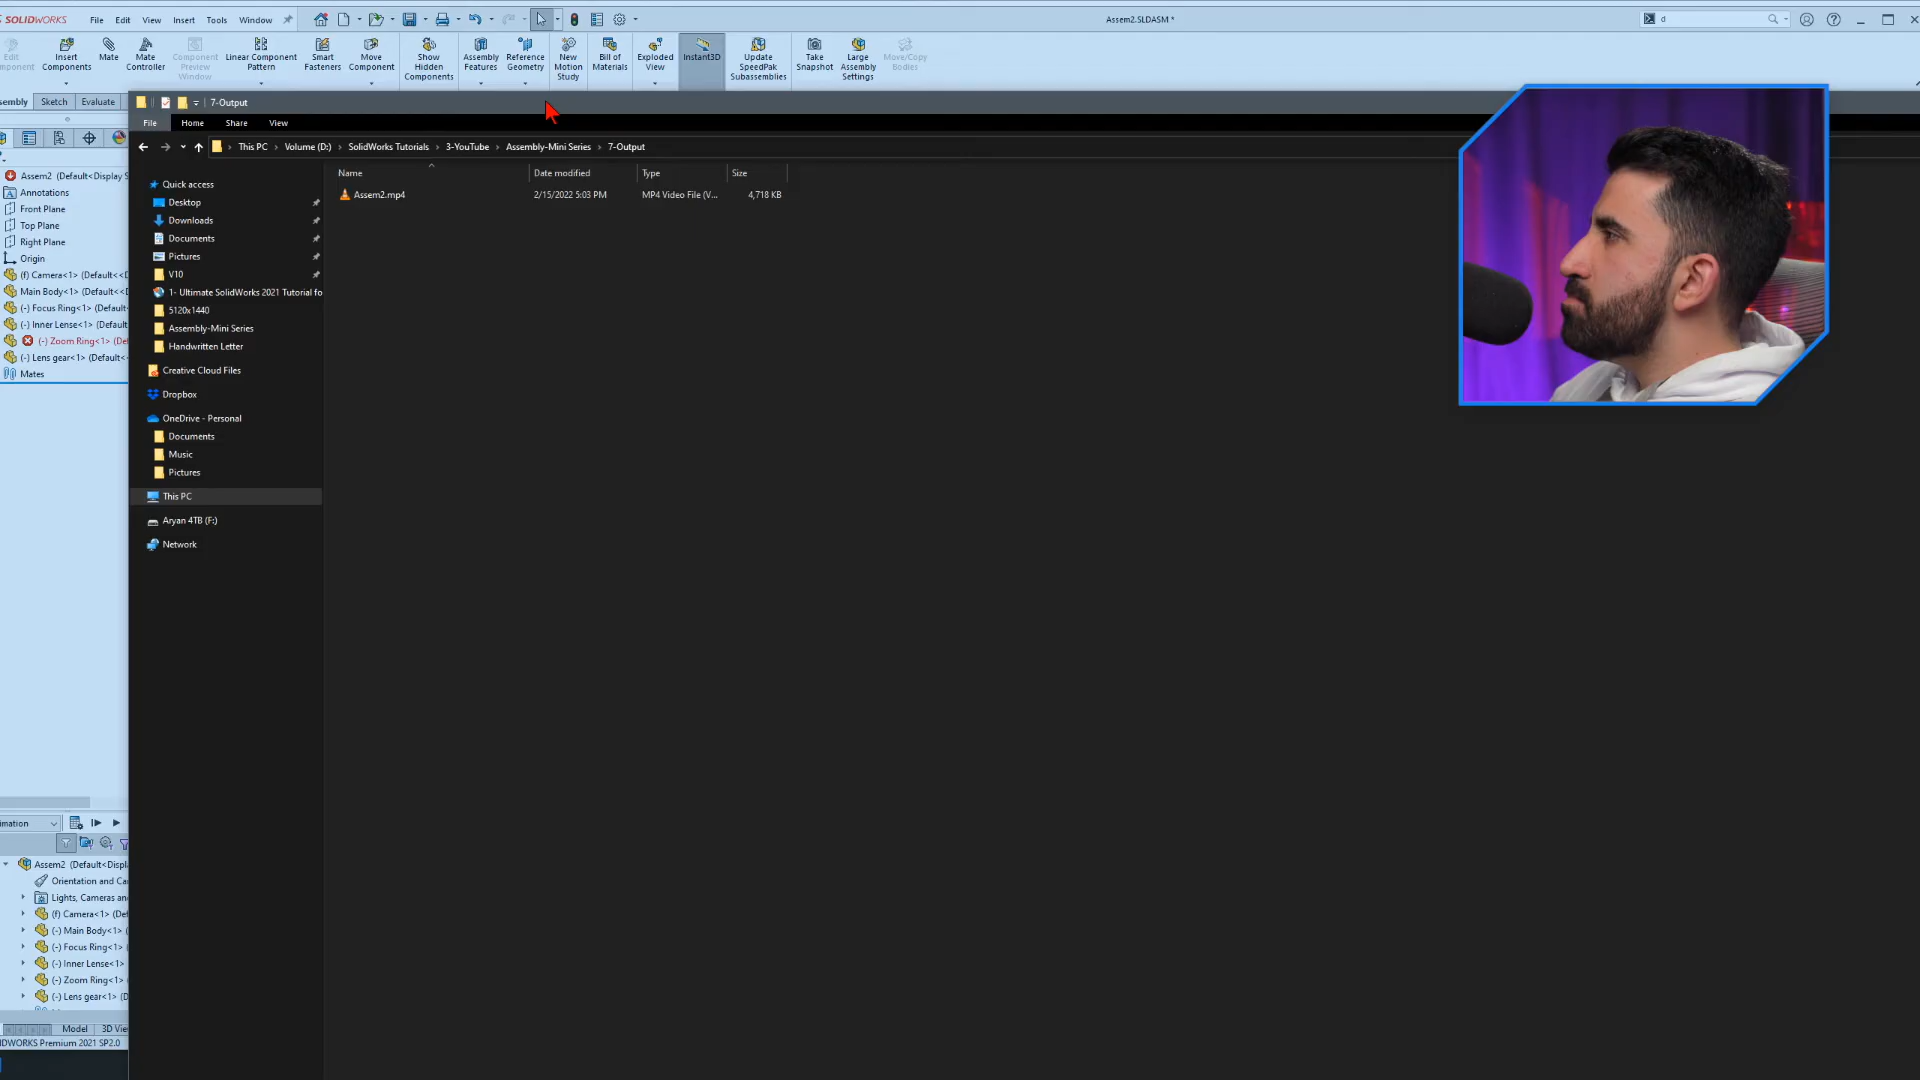 SOLIDWORKS File Edit View Insert Tools Window Assem2.SLDASM * d
Edit Component
Insert Components
Mate
Mate Controller
Component Preview Window
Linear Component Pattern
Smart Fasteners
Move Component
Show Hidden Components
Assembly Features
Reference Geometry
New Motion Study
Bill of Materials
Exploded View
Instant3D
Update SpeedPak Subassemblies
Take Snapshot
Large Assembly Settings
Move/Copy Bodies
sembly Sketch Evaluate
7-Output
File Home Share View
This PC › Volume (D:) › SolidWorks Tutorials › 3-YouTube › Assembly-Mini Series › 7-Output
Name Date modified Type Size
Assem2.mp4 2/15/2022 5:03 PM MP4 Video File (V... 4,718 KB
Quick access
Desktop
Downloads
Documents
Pictures
V10
1- Ultimate SolidWorks 2021 Tutorial fo
5120x1440
Assembly-Mini Series
Handwritten Letter
Creative Cloud Files
Dropbox
OneDrive - Personal
Documents
Music
Pictures
This PC
Aryan 4TB (F:)
Network
Assem2 (Default<Display S
Annotations
Front Plane
Top Plane
Right Plane
Origin
(f) Camera<1> (Default<<D
Main Body<1> (Default<<
(-) Focus Ring<1> (Default
(-) Inner Lense<1> (Default
(-) Zoom Ring<1> (De
(-) Lens gear<1> (Default<
Mates
imation
Assem2 (Default<Displa
Orientation and Ca
Lights, Cameras an
(f) Camera<1> (De
(-) Main Body<1> (
(-) Focus Ring<1> (
(-) Inner Lense<1>
(-) Zoom Ring<1> (
(-) Lens gear<1> (D
Model 3D Vie
IDWORKS Premium 2021 SP2.0